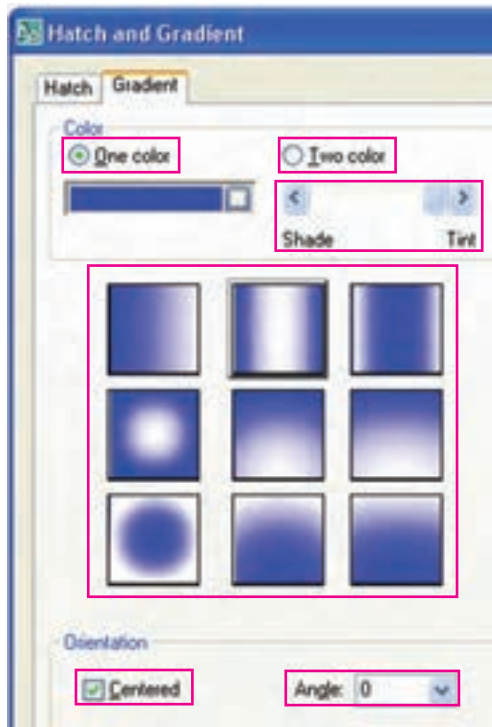 Hatch and Gradient
Hatch Gradient
Color
One color Two color
Shade Tint
Orientation
Centered Angle: 0